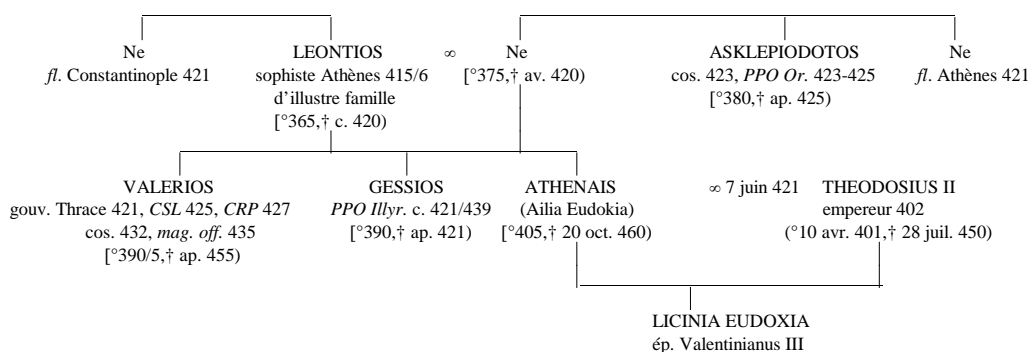 Ne LEONTIOS ∞ Ne ASKLEPIODOTOS Ne
fl. Constantinople 421 sophiste Athènes 415/6 [°375,† av. 420) cos. 423, PPO Or. 423-425 fl. Athènes 421
d'illustre famille [°380,† ap. 425)
[°365,† c. 420)
VALERIOS GESSIOS ATHENAIS ∞ 7 juin 421 THEODOSIUS II
gouv. Thrace 421, CSL 425, CRP 427 PPO Illyr. c. 421/439 (Ailia Eudokia) empereur 402
cos. 432, mag. off. 435 [°390,† ap. 421) [°405,† 20 oct. 460) (°10 avr. 401,† 28 juil. 450)
[°390/5,† ap. 455)
LICINIA EUDOXIA
ép. Valentinianus III